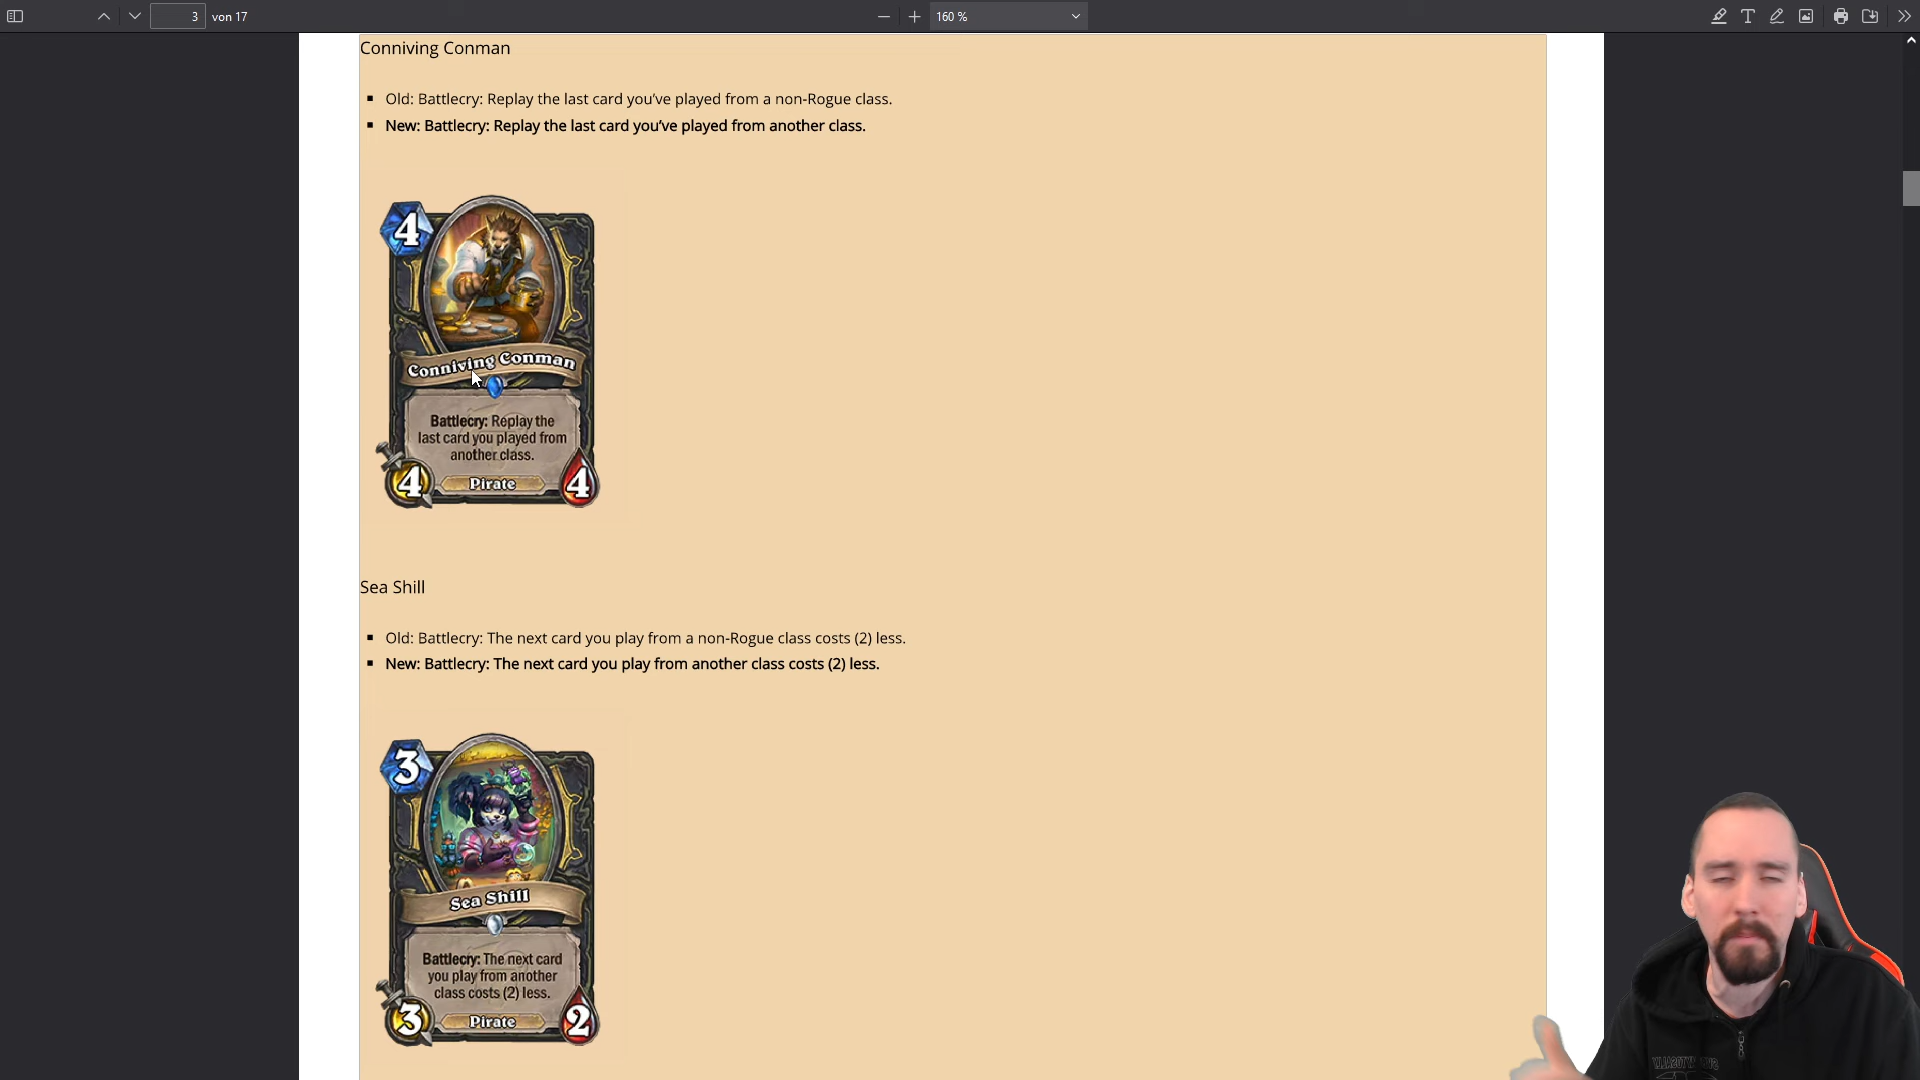 3 von 17
160 %
Conniving Conman
Old: Battlecry: Replay the last card you've played from a non-Rogue class.
New: Battlecry: Replay the last card you've played from another class.
4
Conniving Conman
Battlecry: Replay the
last card you played from
another class.
4 Pirate 4
Sea Shill
Old: Battlecry: The next card you play from a non-Rogue class costs (2) less.
New: Battlecry: The next card you play from another class costs (2) less.
3
Sea Shill
Battlecry: The next card
you play from another
class costs (2) less.
3 Pirate 2